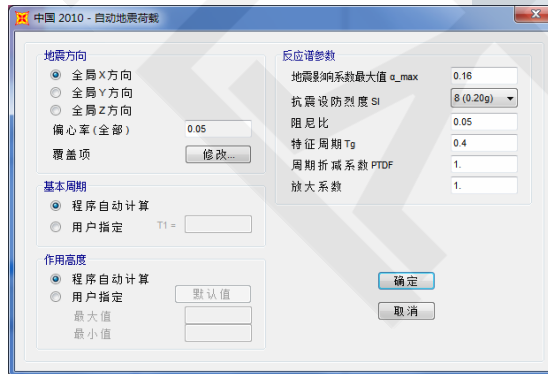 中国 2010 - 自动地震荷载
地震方向
全局X方向
全局Y方向
全局Z方向
偏心率(全部) 0.05
覆盖项 修改...
基本周期
程序自动计算
用户指定 T1 =
作用高度
程序自动计算
用户指定 默认值
最大值
最小值
反应谱参数
地震影响系数最大值 α_max 0.16
抗震设防烈度 SI 8 (0.20g)
阻尼比 0.05
特征周期 Tg 0.4
周期折减系数 PTDF 1.
放大系数 1.
确定
取消